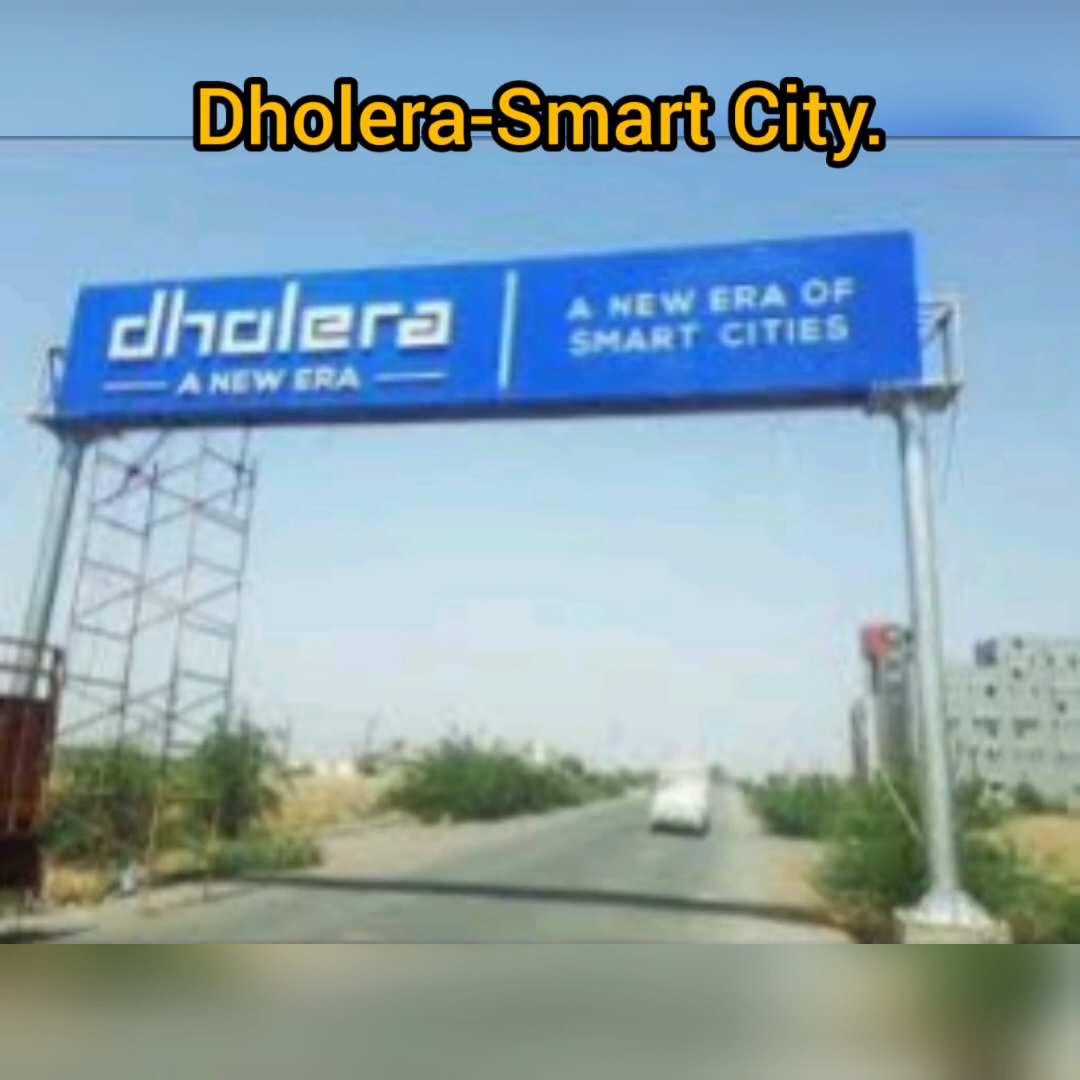 Dholera-Smart City.
dholera
A NEW ERA
A NEW ERA OF
SMART CITIES